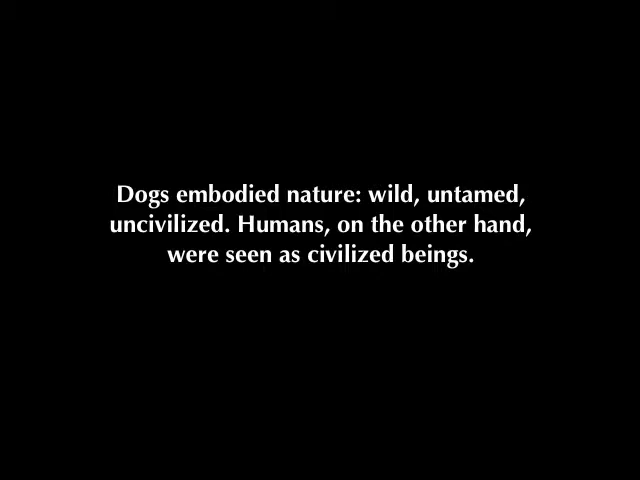 Dogs embodied nature: wild, untamed,
uncivilized. Humans, on the other hand,
were seen as civilized beings.